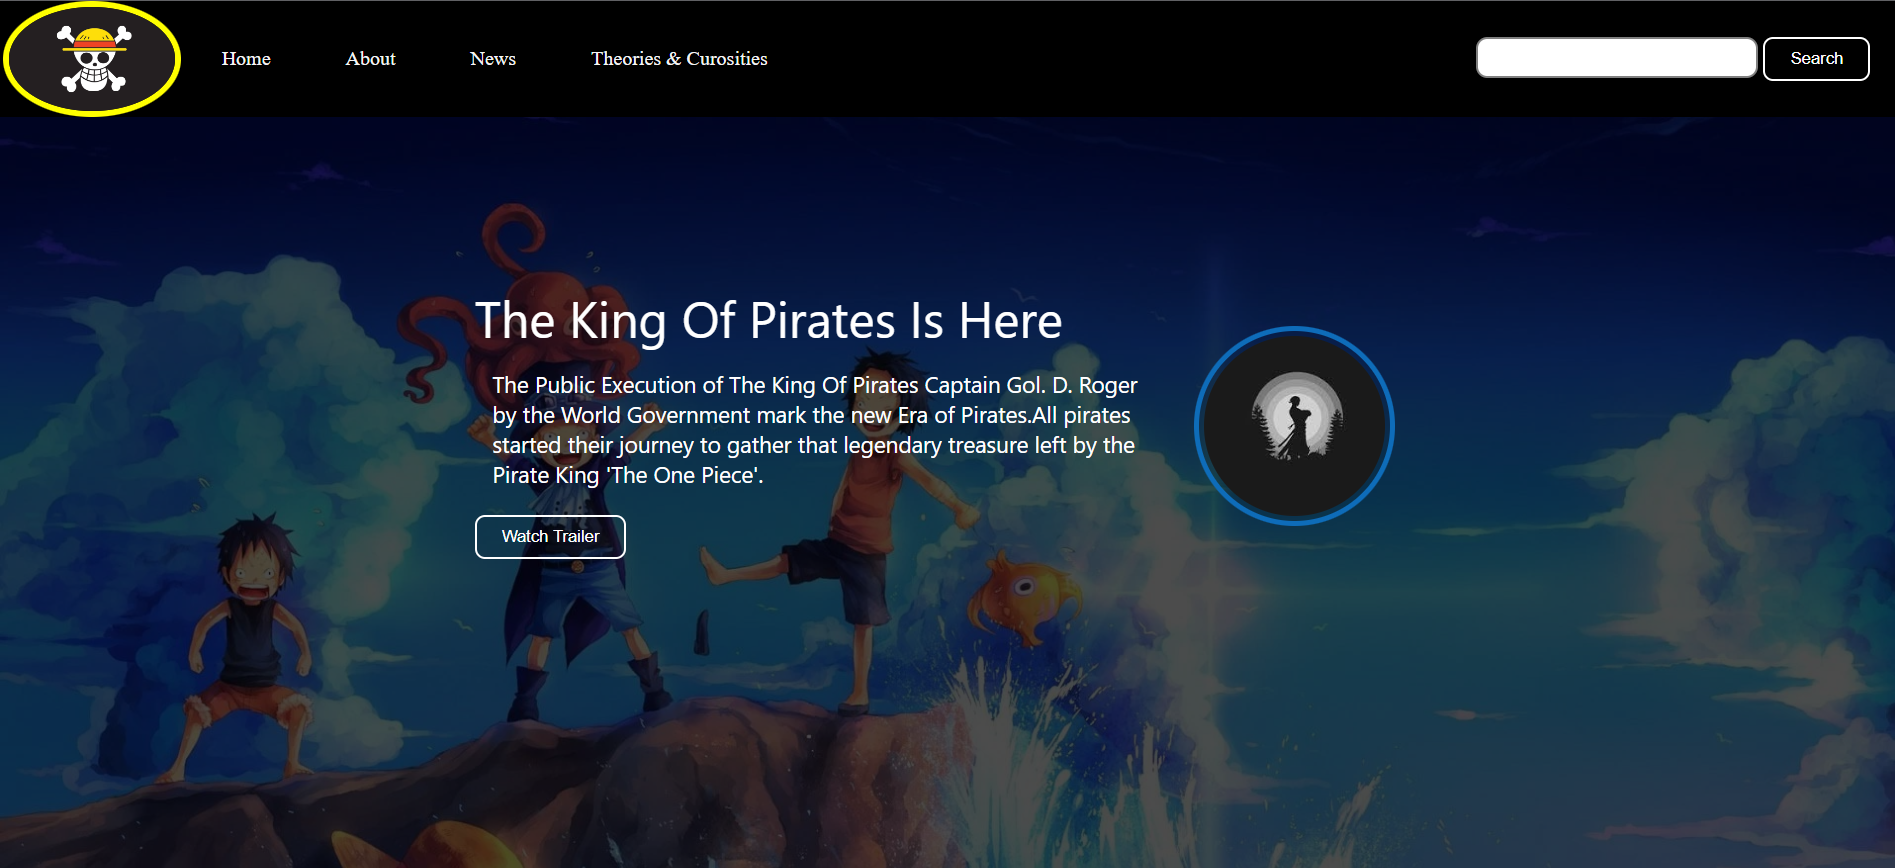 Home About News Theories & Curosities Search
The King Of Pirates Is Here
The Public Execution of The King Of Pirates Captain Gol. D. Roger
by the World Government mark the new Era of Pirates.All pirates
started their journey to gather that legendary treasure left by the
Pirate King 'The One Piece'.
Watch Trailer